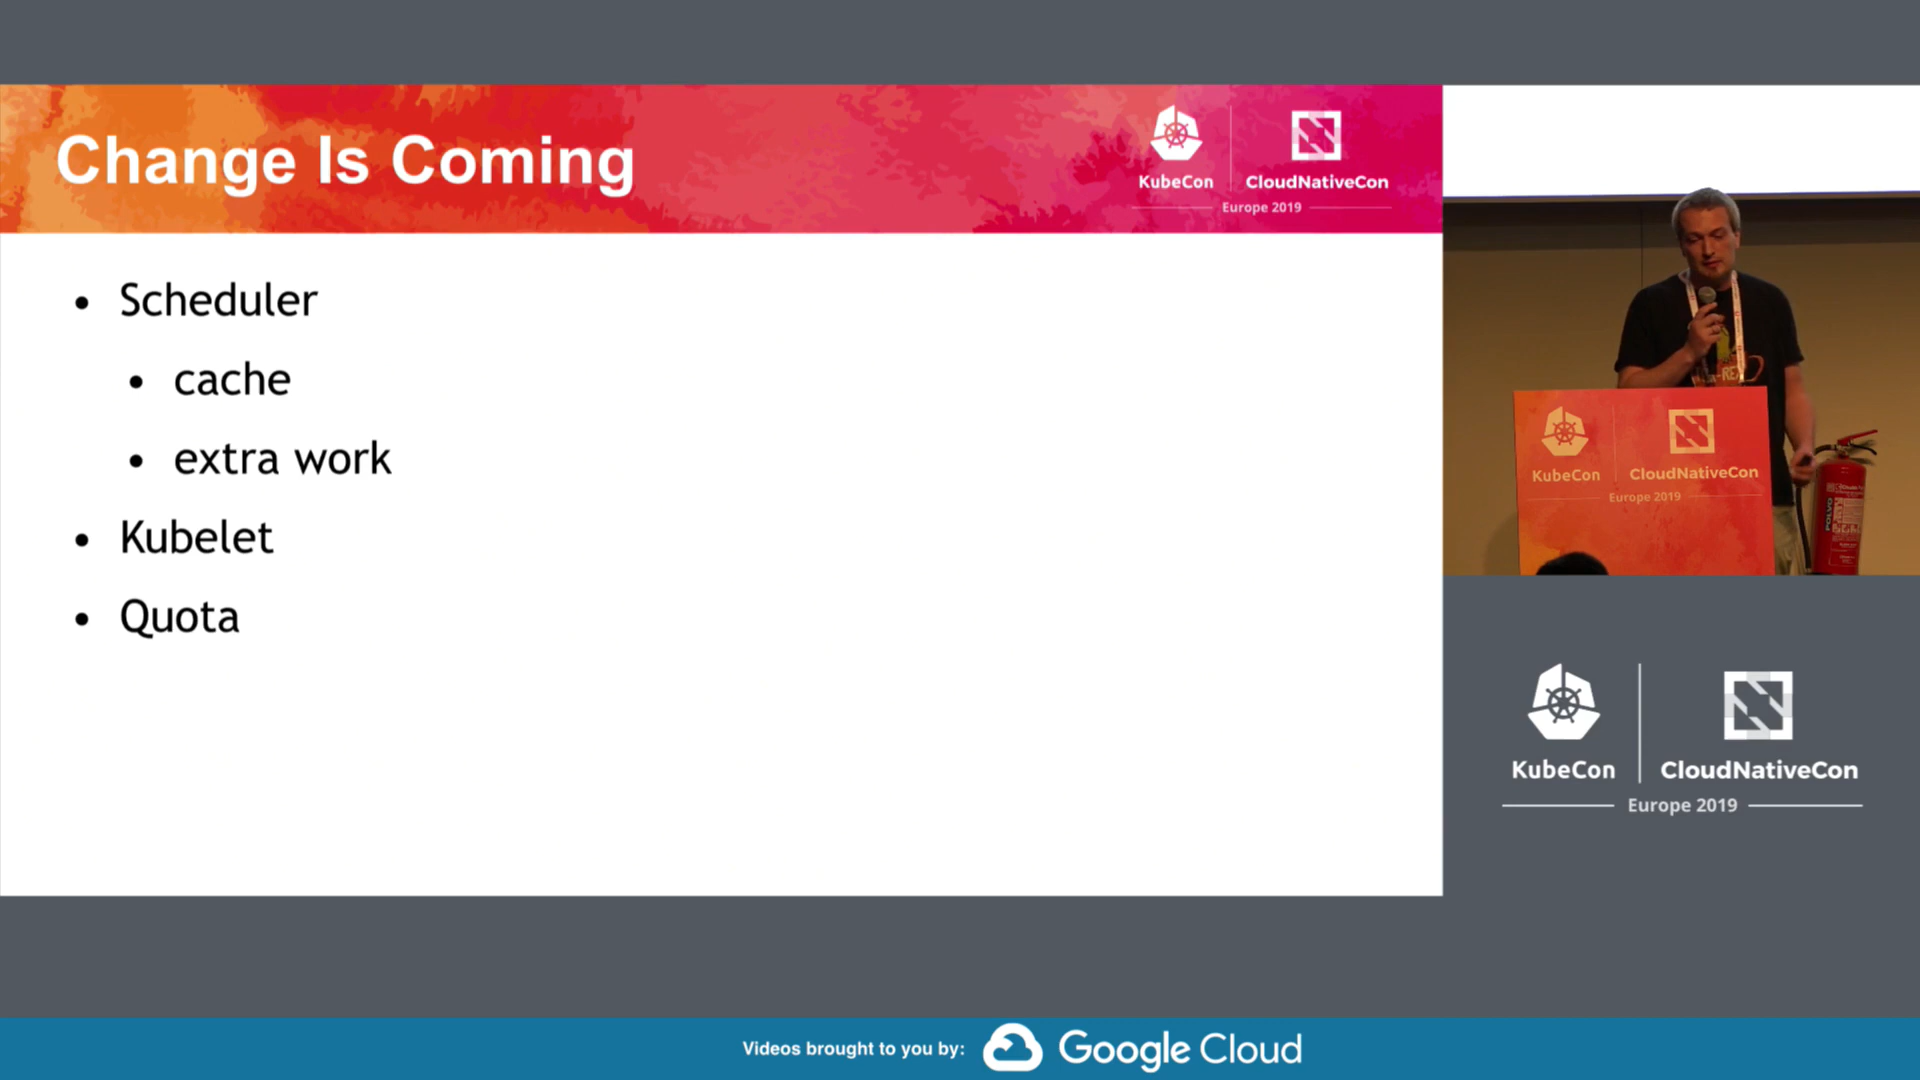 Change Is Coming
KubeCon
CloudNativeCon
Europe 2019
Scheduler
cache
extra work
Kubelet
Quota
KubeCon
CloudNativeCon
Europe 2019
POLVO
KubeCon
CloudNativeCon
Europe 2019
Videos brought to you by:
Google Cloud